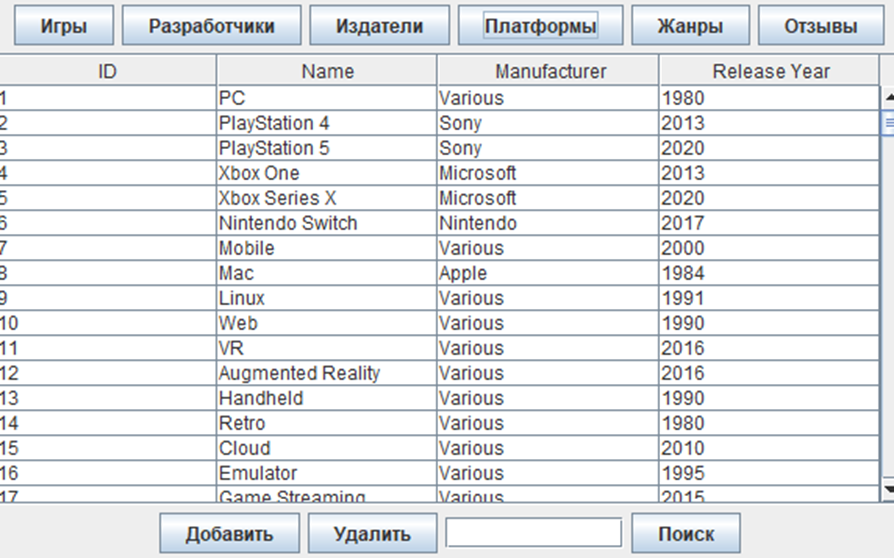 Игры Разработчики Издатели Платформы Жанры Отзывы
ID Name Manufacturer Release Year
1 PC Various 1980
2 PlayStation 4 Sony 2013
3 PlayStation 5 Sony 2020
4 Xbox One Microsoft 2013
5 Xbox Series X Microsoft 2020
6 Nintendo Switch Nintendo 2017
7 Mobile Various 2000
8 Mac Apple 1984
9 Linux Various 1991
10 Web Various 1990
11 VR Various 2016
12 Augmented Reality Various 2016
13 Handheld Various 1990
14 Retro Various 1980
15 Cloud Various 2010
16 Emulator Various 1995
17 Game Streaming Various 2015
Добавить Удалить Поиск